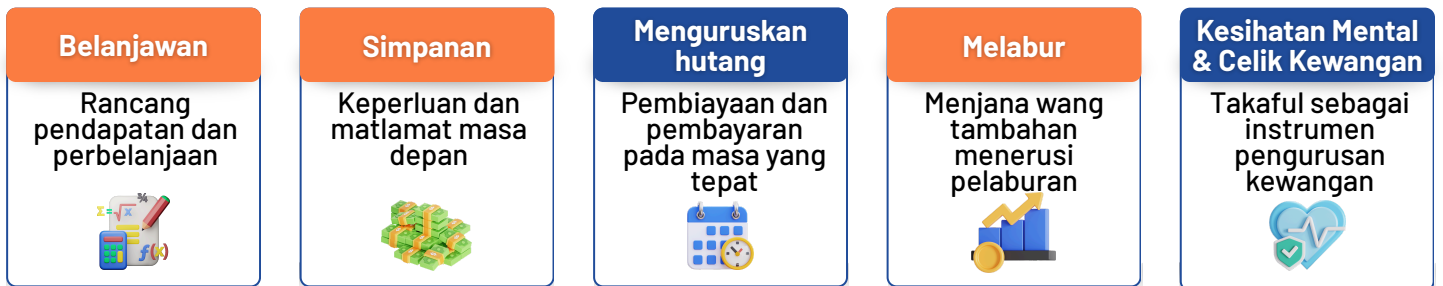 Belanjawan
Rancang
pendapatan dan
perbelanjaan
Simpanan
Keperluan dan
matlamat masa
depan
Menguruskan
hutang
Pembiayaan dan
pembayaran
pada masa yang
tepat
Melabur
Menjana wang
tambahan
menerusi
pelaburan
Kesihatan Mental
& Celik Kewangan
Takaful sebagai
instrumen
pengurusan
kewangan